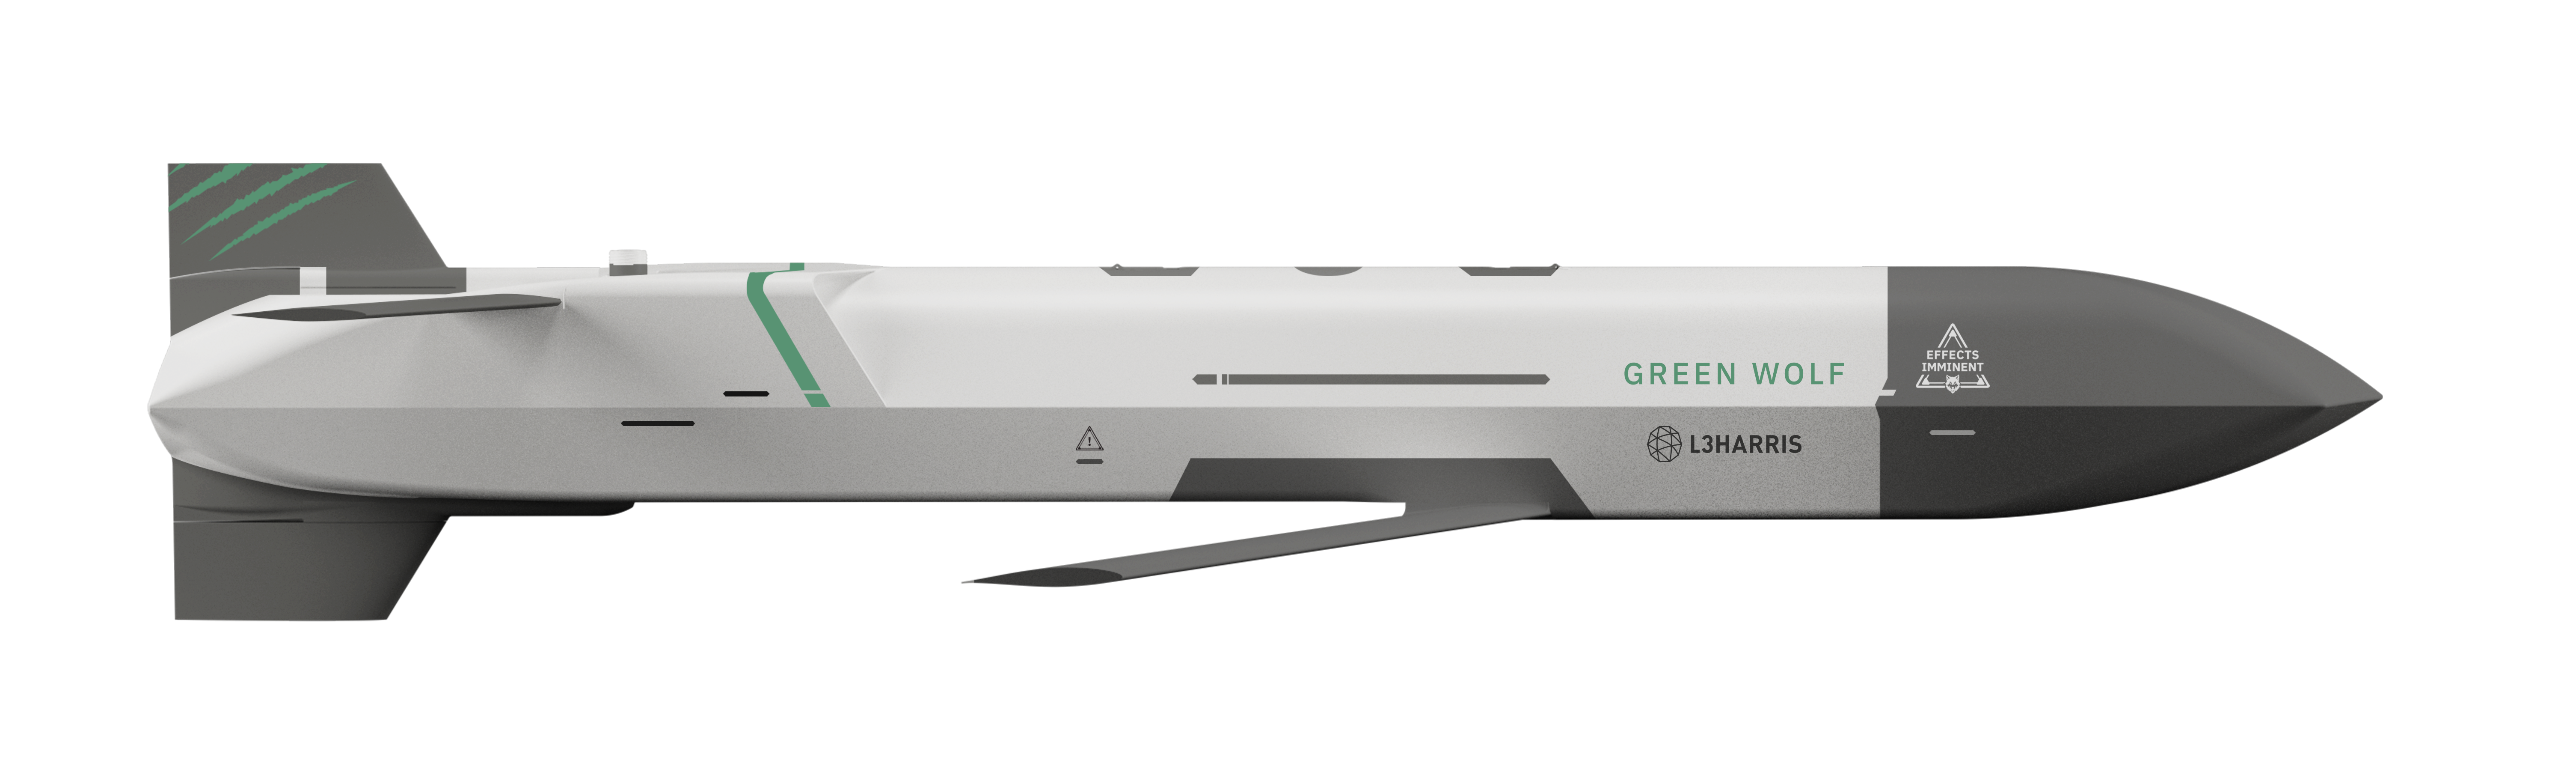 GREEN WOLF
EFFECTS
IMMINENT
!
L3HARRIS